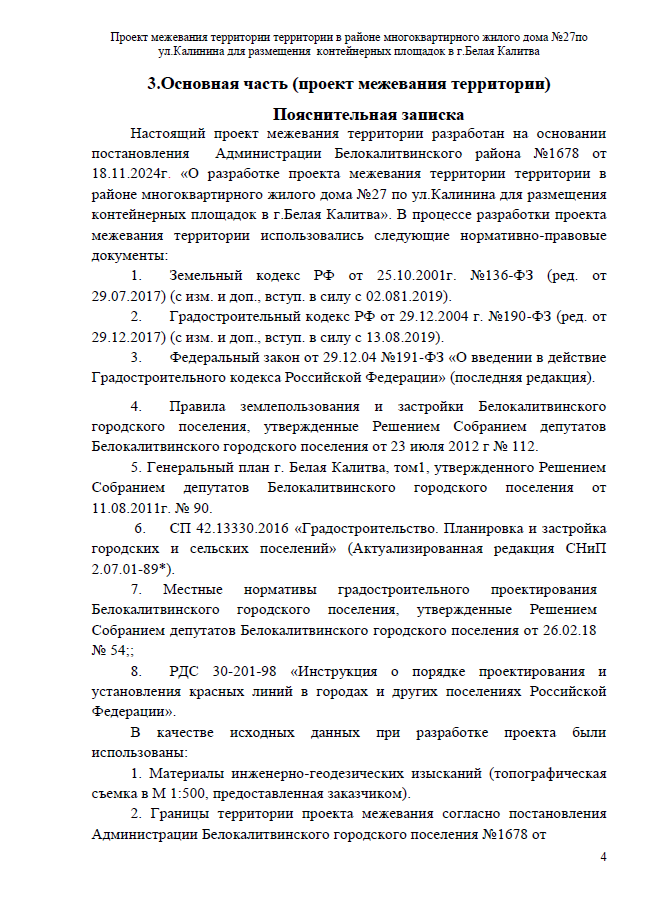 Проект межевания территории территории в районе многоквартирного жилого дома №27по
ул.Калинина для размещения контейнерных площадок в г.Белая Калитва
3.Основная часть (проект межевания территории)
Пояснительная записка
Настоящий проект межевания территории разработан на основании
постановления Администрации Белокалитвинского района №1678 от
18.11.2024г. «О разработке проекта межевания территории территории в
районе многоквартирного жилого дома №27 по ул.Калинина для размещения
контейнерных площадок в г.Белая Калитва». В процессе разработки проекта
межевания территории использовались следующие нормативно-правовые
документы:
1. Земельный кодекс РФ от 25.10.2001г. №136-ФЗ (ред. от
29.07.2017) (с изм. и доп., вступ. в силу с 02.081.2019).
2. Градостроительный кодекс РФ от 29.12.2004 г. №190-ФЗ (ред. от
29.12.2017) (с изм. и доп., вступ. в силу с 13.08.2019).
3. Федеральный закон от 29.12.04 №191-ФЗ «О введении в действие
Градостроительного кодекса Российской Федерации» (последняя редакция).
4. Правила землепользования и застройки Белокалитвинского
городского поселения, утвержденные Решением Собранием депутатов
Белокалитвинского городского поселения от 23 июля 2012 г № 112.
5. Генеральный план г. Белая Калитва, том1, утвержденного Решением
Собранием депутатов Белокалитвинского городского поселения от
11.08.2011г. № 90.
6. СП 42.13330.2016 «Градостроительство. Планировка и застройка
городских и сельских поселений» (Актуализированная редакция СНиП
2.07.01-89*).
7. Местные нормативы градостроительного проектирования
Белокалитвинского городского поселения, утвержденные Решением
Собранием депутатов Белокалитвинского городского поселения от 26.02.18
№ 54;;
8. РДС 30-201-98 «Инструкция о порядке проектирования и
установления красных линий в городах и других поселениях Российской
Федерации».
В качестве исходных данных при разработке проекта были
использованы:
1. Материалы инженерно-геодезических изысканий (топографическая
съемка в М 1:500, предоставленная заказчиком).
2. Границы территории проекта межевания согласно постановления
Администрации Белокалитвинского городского поселения №1678 от
4